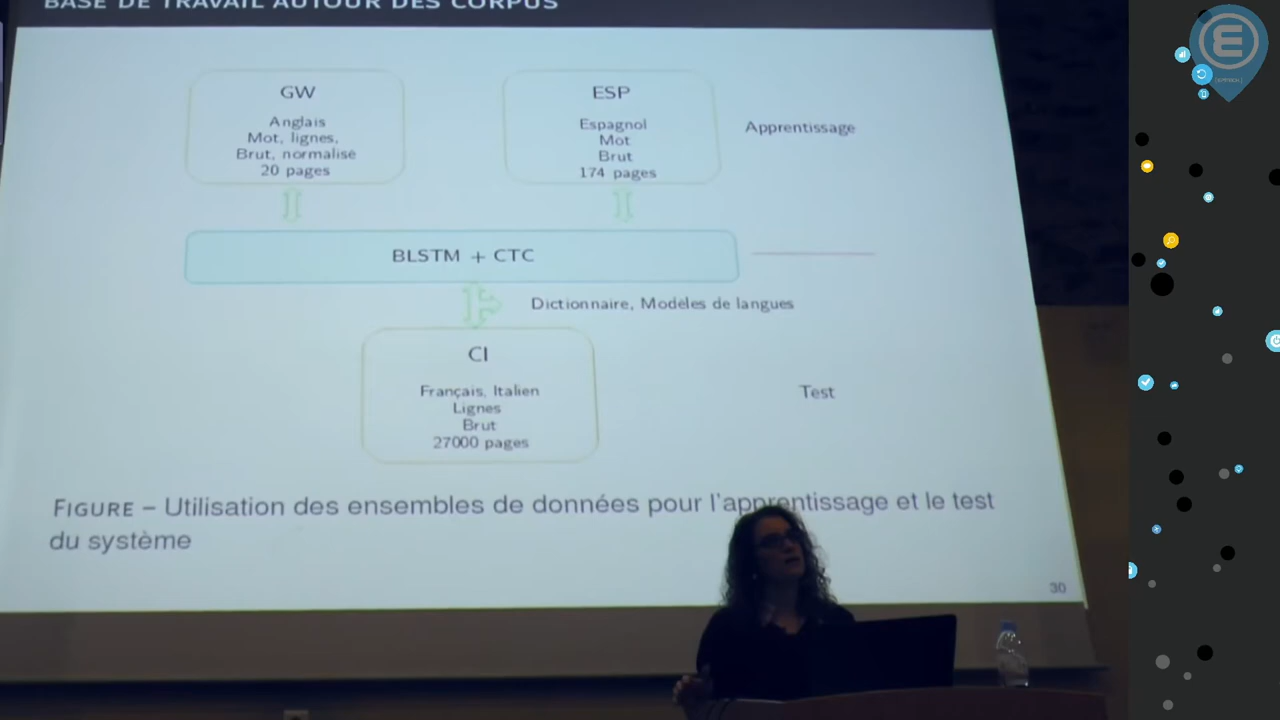 BASE DE TRAVAIL AUTOUR DES CORPUS
GW
Anglais
Mot, lignes,
Brut, normalisé
20 pages
ESP
Espagnol
Mot
Brut
174 pages
Apprentissage
BLSTM + CTC
Dictionnaire, Modèles de langues
CI
Français, Italien
Lignes
Brut
27000 pages
Test
FIGURE – Utilisation des ensembles de données pour l'apprentissage et le test
du système
30